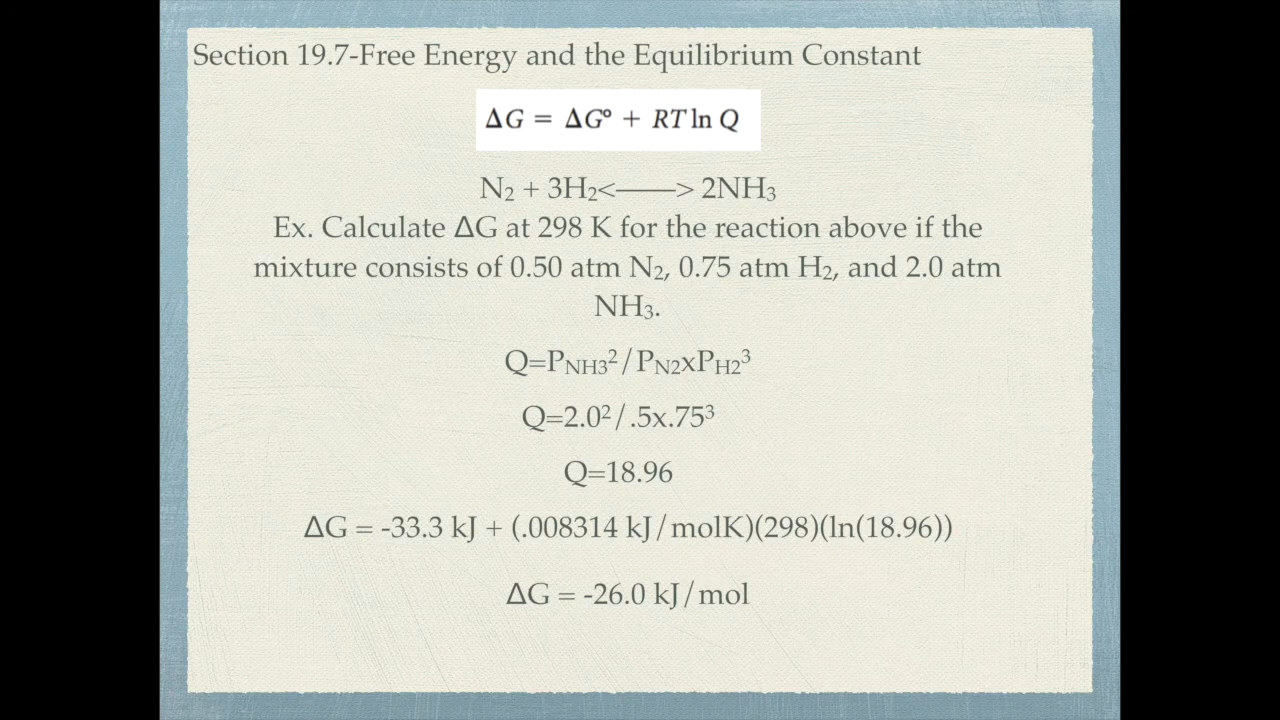 Section 19.7-Free Energy and the Equilibrium Constant
ΔG = ΔG° + RT ln Q
N₂ + 3H₂<——> 2NH₃
Ex. Calculate ΔG at 298 K for the reaction above if the
mixture consists of 0.50 atm N₂, 0.75 atm H₂, and 2.0 atm
NH₃.
Q=P_NH3²/P_N2xP_H2³
Q=2.0²/.5x.75³
Q=18.96
ΔG = -33.3 kJ + (.008314 kJ/molK)(298)(ln(18.96))
ΔG = -26.0 kJ/mol